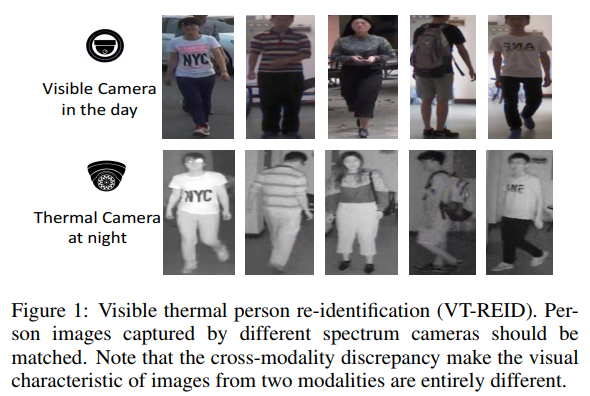 Visible Camera
in the day
NYC
Thermal Camera
at night
NYC
Figure 1: Visible thermal person re-identification (VT-REID). Per-
son images captured by different spectrum cameras should be
matched. Note that the cross-modality discrepancy make the visual
characteristic of images from two modalities are entirely different.